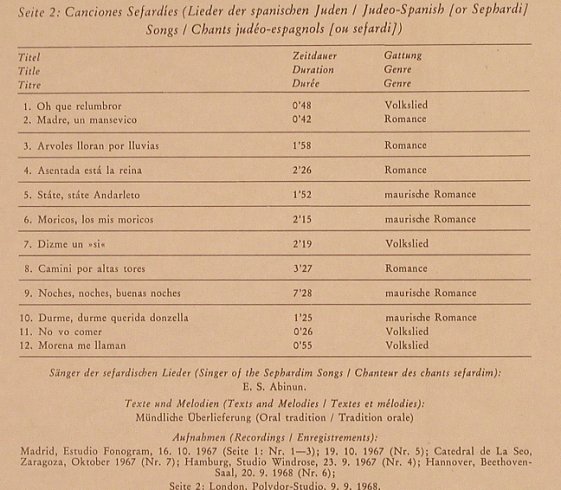 Seite 2: Canciones Sefardíes (Lieder der spanischen Juden / Judeo-Spanish [or Sephardi]
Songs / Chants judéo-espagnols [ou sefardi])
Titel Zeitdauer Gattung
Title Duration Genre
Titre Durée Genre
1. Oh que relumbror 0'48 Volkslied
2. Madre, un mansevico 0'42 Romance
3. Arvoles lloran por lluvias 1'58 Romance
4. Asentada está la reina 2'26 Romance
5. Státe, státe Andarleto 1'52 maurische Romance
6. Moricos, los mis moricos 2'15 maurische Romance
7. Dizme un »si« 2'19 Volkslied
8. Camini por altas tores 3'27 Romance
9. Noches, noches, buenas noches 7'28 maurische Romance
10. Durme, durme querida donzella 1'25 maurische Romance
11. No vo comer 0'26 Volkslied
12. Morena me llaman 0'55 Volkslied
Sänger der sefardischen Lieder (Singer of the Sephardim Songs / Chanteur des chants sefardim):
E. S. Abinun.
Texte und Melodien (Texts and Melodies / Textes et mélodies):
Mündliche Überlieferung (Oral tradition / Tradition orale)
Aufnahmen (Recordings / Enregistrements):
Madrid, Estudio Fonogram, 16. 10. 1967 (Seite 1: Nr. 1—3); 19. 10. 1967 (Nr. 5); Catedral de La Seo,
Zaragoza, Oktober 1967 (Nr. 7); Hamburg, Studio Windrose, 23. 9. 1967 (Nr. 4); Hannover, Beethoven-
Saal, 20. 9. 1968 (Nr. 6);
Seite 2: London, Polydor-Studio, 9. 9. 1968.